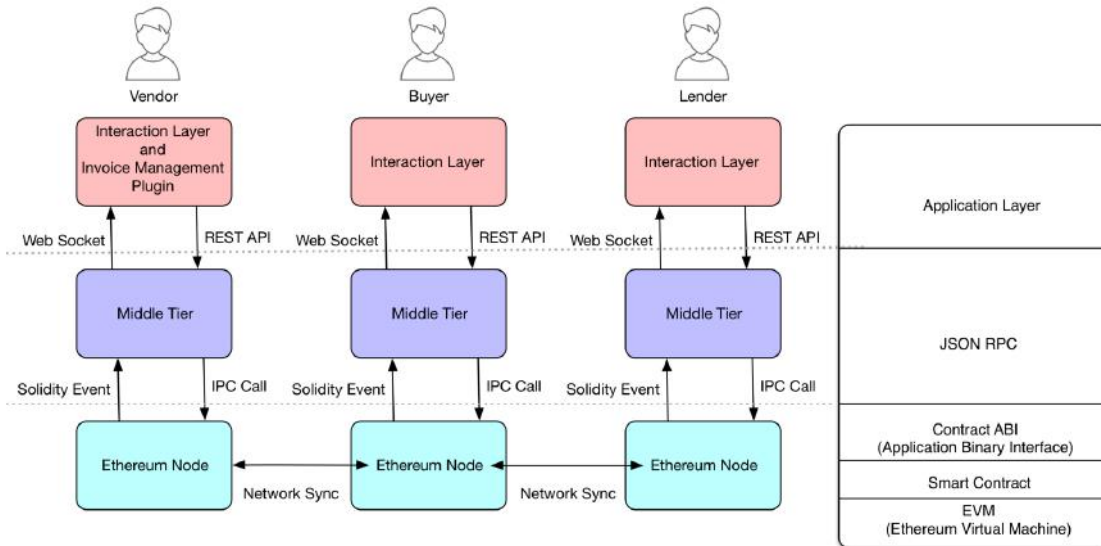 Vendor
Buyer
Lender
Interaction Layer
and
Invoice Management
Plugin
Interaction Layer
Interaction Layer
Application Layer
Web Socket
REST API
Web Socket
REST API
Web Socket
REST API
Middle Tier
Middle Tier
Middle Tier
JSON RPC
Solidity Event
IPC Call
Solidity Event
IPC Call
Solidity Event
IPC Call
Contract ABI
(Application Binary Interface)
Ethereum Node
Ethereum Node
Ethereum Node
Network Sync
Network Sync
Smart Contract
EVM
(Ethereum Virtual Machine)